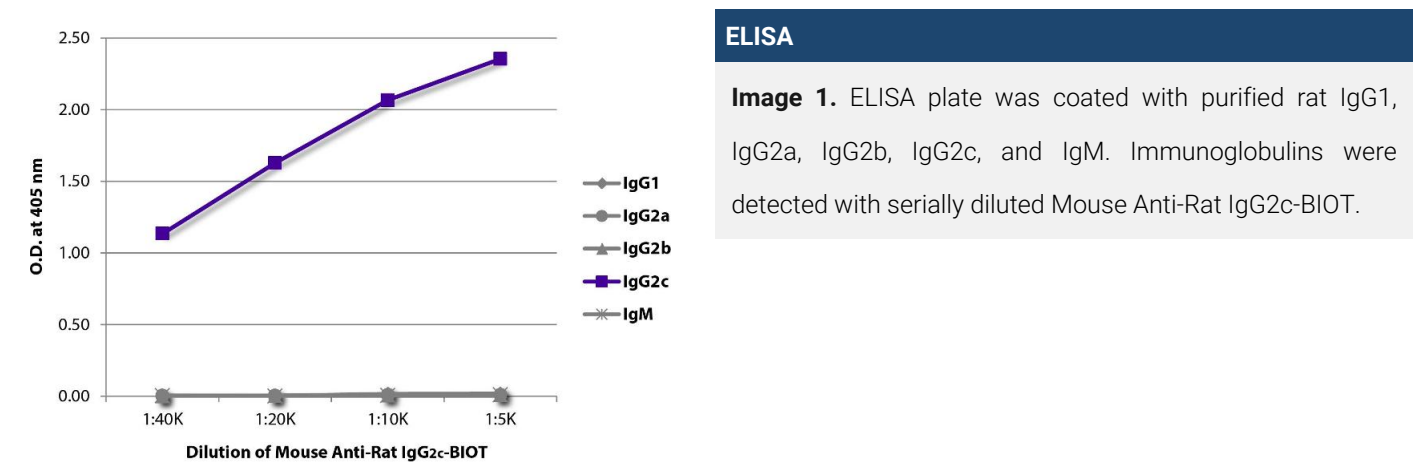 2.50
2.00
1.50
1.00
0.50
0.00
O.D. at 405 nm
1:40K
1:20K
1:10K
1:5K
Dilution of Mouse Anti-Rat IgG2c-BIOT
IgG1
IgG2a
IgG2b
IgG2c
IgM
ELISA
Image 1. ELISA plate was coated with purified rat IgG1,
IgG2a, IgG2b, IgG2c, and IgM. Immunoglobulins were
detected with serially diluted Mouse Anti-Rat IgG2c-BIOT.